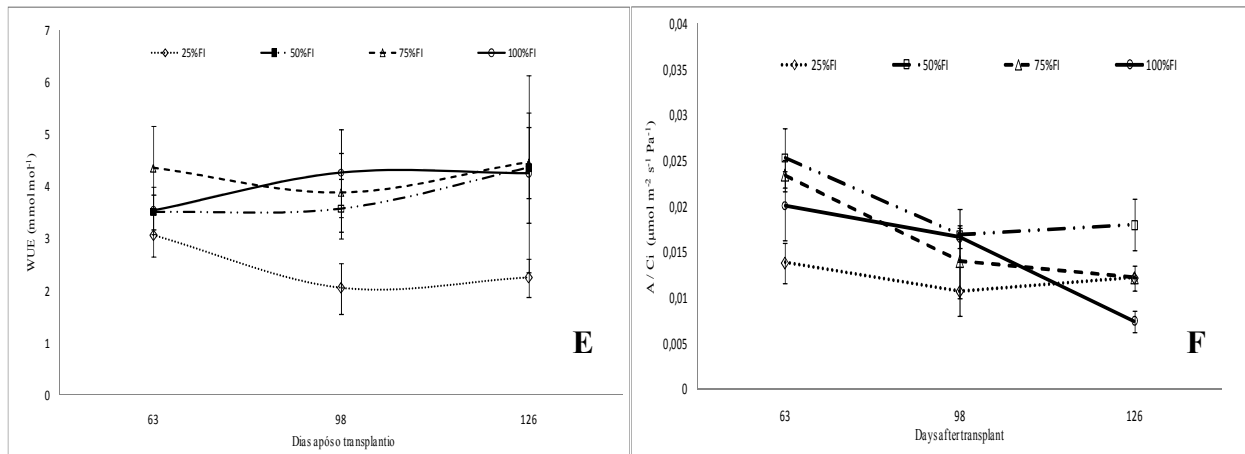 7
6
5
4
3
2
1
0
WUE (mmol mol⁻¹)
25%FI 50%FI 75%FI 100%FI
E
63 98 126
Dias após o transplantio
0,04
0,035
0,03
0,025
0,02
0,015
0,01
0,005
0
A / Ci (μmol m⁻² s⁻¹ Pa⁻¹)
25%FI 50%FI 75%FI 100%FI
F
63 98 126
Days after transplant